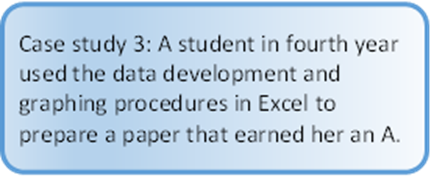 Case study 3: A student in fourth year
used the data development and
graphing procedures in Excel to
prepare a paper that earned her an A.